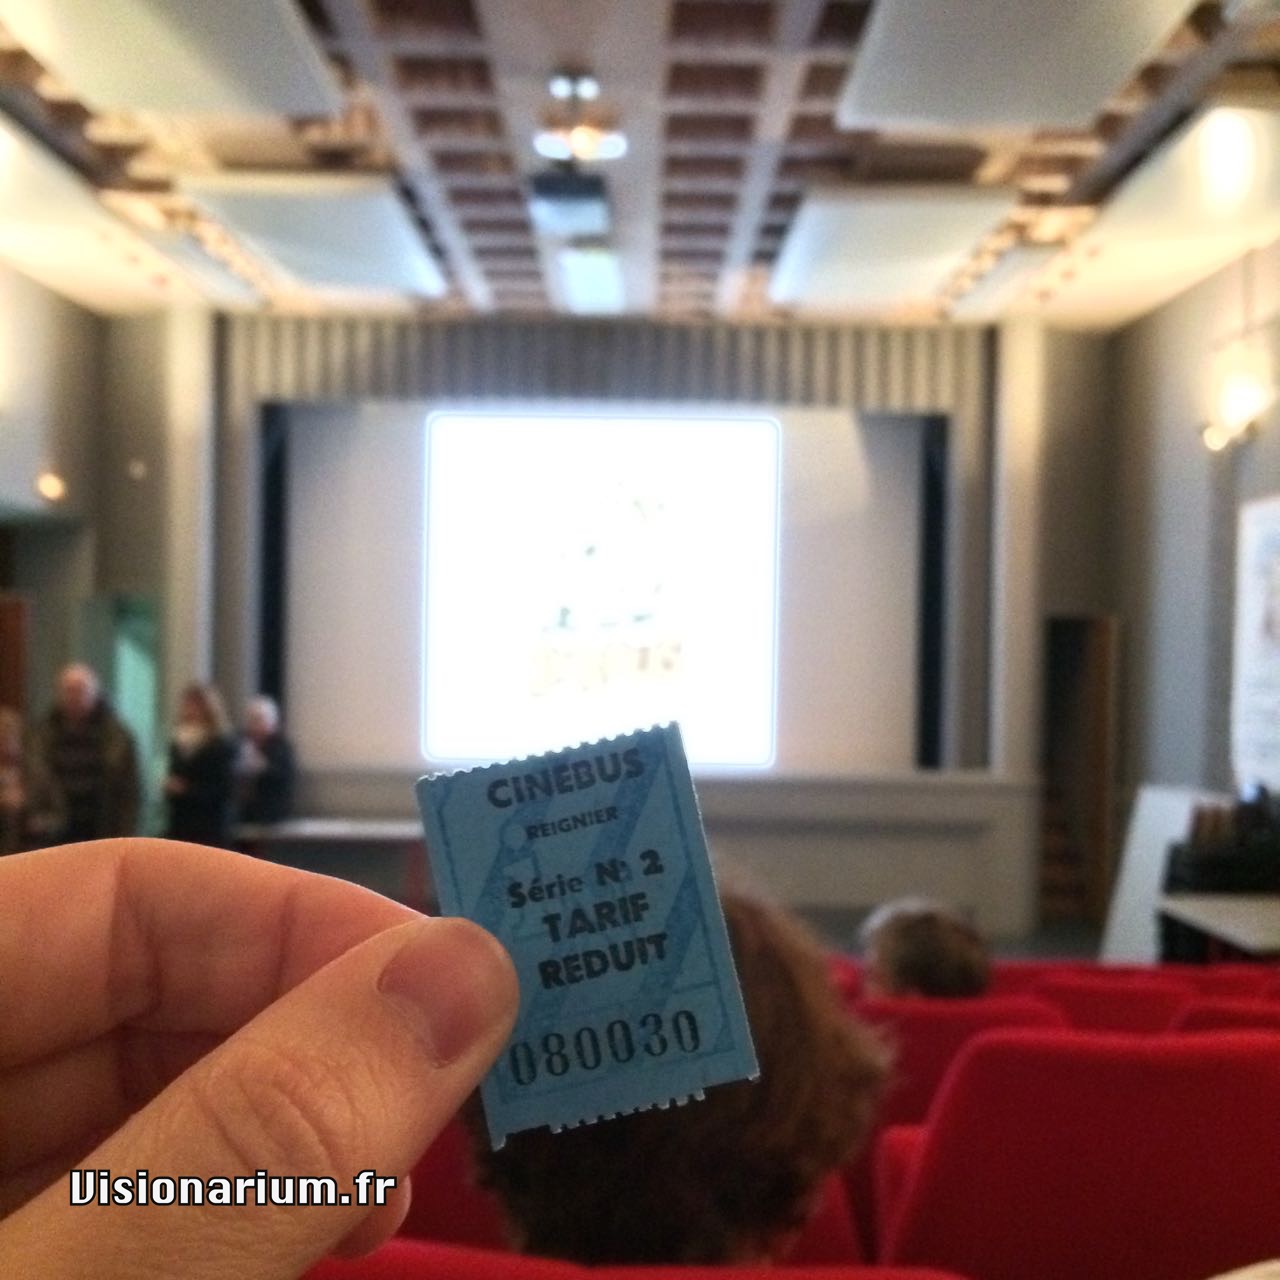 CINEBUS
REIGNIER
Série N: 2
TARIF
REDUIT
080030
Visionarium.fr